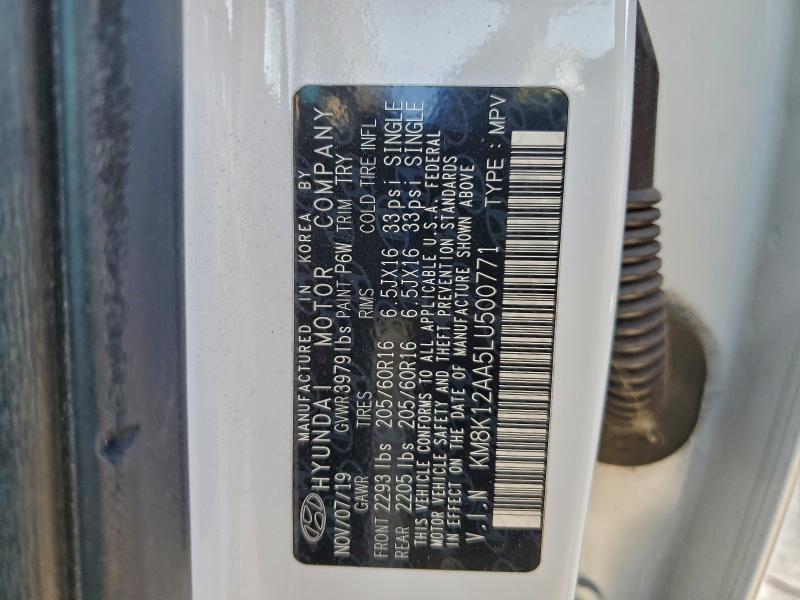 MANUFACTURED IN KOREA BY
HYUNDAI MOTOR COMPANY
NOV/07/19 GVWR3979lbs PAINT P6W TRIM TRY
GAWR TIRES RIMS COLD TIRE INFL
FRONT 2293 lbs 205/60R16 6.5JX16 33psi SINGLE
REAR 2205 lbs 205/60R16 6.5JX16 33psi SINGLE
THIS VEHICLE CONFORMS TO ALL APPLICABLE U.S.A. FEDERAL
MOTOR VEHICLE SAFETY AND THEFT PREVENTION STANDARDS
IN EFFECT ON THE DATE OF MANUFACTURE SHOWN ABOVE
V.I.N KM8K12AA5LU500771 TYPE : MPV